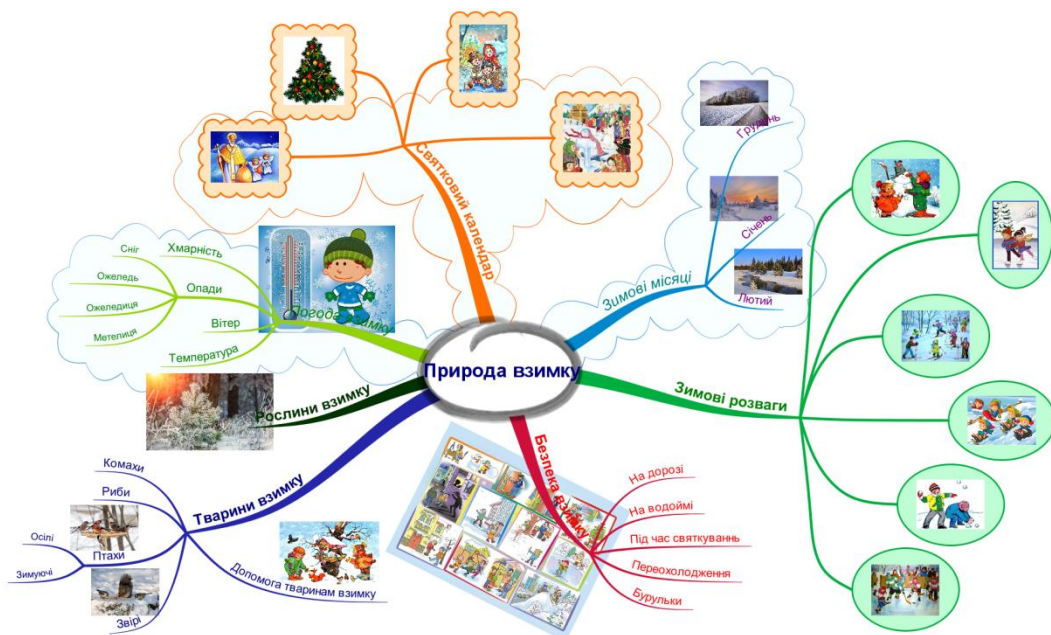 Природа взимку
Святковий календар
Зимові місяці
Грудень
Січень
Лютий
Зимові розваги
Безпека взимку
На дорозі
На водоймі
Під час святкуваннь
Переохолодження
Бурульки
Тварини взимку
Комахи
Риби
Птахи
Осілі
Зимуючі
Звірі
Допомога тваринам взимку
Рослини взимку
Погода взимку
Хмарність
Опади
Сніг
Ожеледь
Ожеледиця
Метелиця
Вітер
Температура